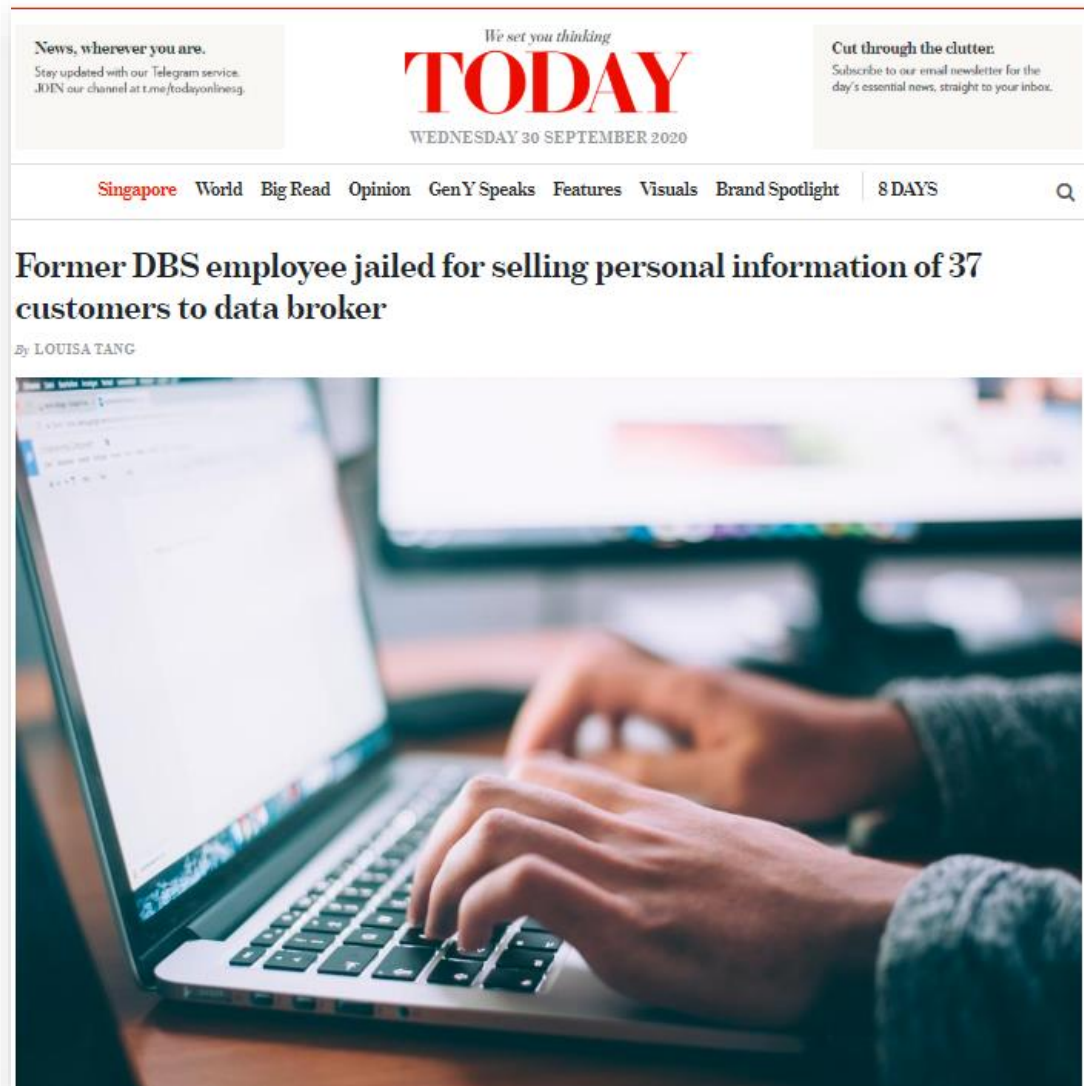 News, wherever you are.
Stay updated with our Telegram service.
JOIN our channel at t.me/todayonlinesg.
We set you thinking
TODAY
WEDNESDAY 30 SEPTEMBER 2020
Cut through the clutter.
Subscribe to our email newsletter for the
day's essential news, straight to your inbox.
Singapore World Big Read Opinion Gen Y Speaks Features Visuals Brand Spotlight 8 DAYS
Former DBS employee jailed for selling personal information of 37
customers to data broker
By LOUISA TANG